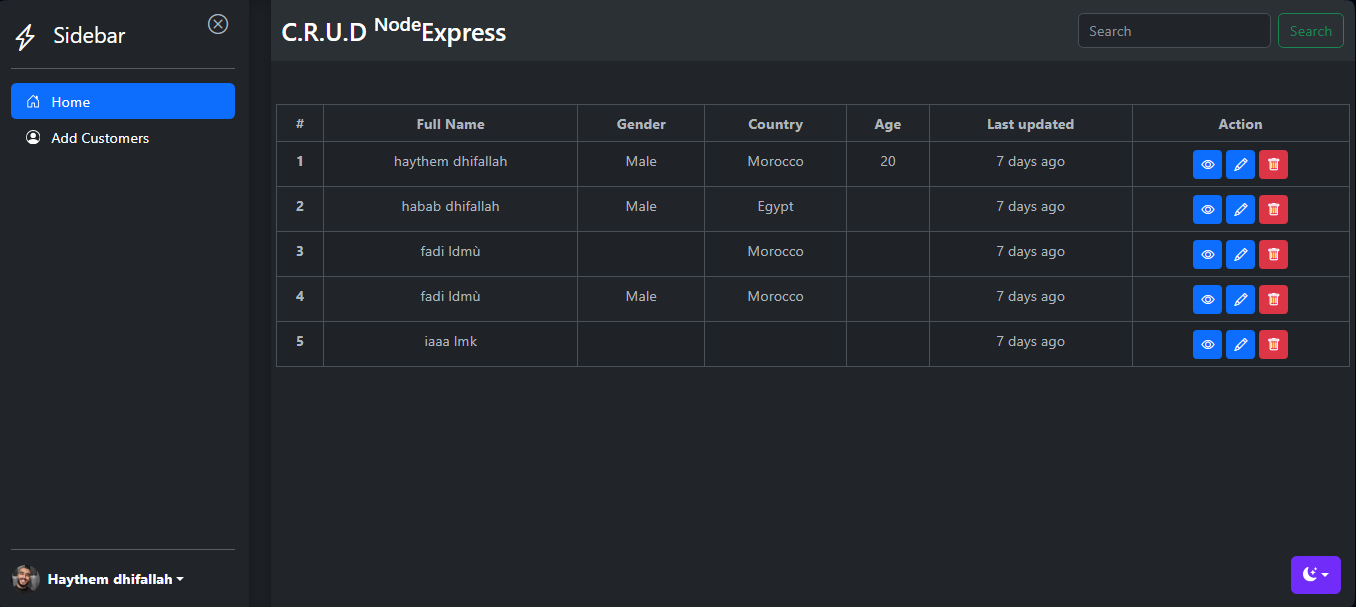 Sidebar
Home
Add Customers
Haythem dhifallah
C.R.U.D NodeExpress
Search Search
# Full Name Gender Country Age Last updated Action
1 haythem dhifallah Male Morocco 20 7 days ago
2 habab dhifallah Male Egypt 7 days ago
3 fadi ldmù Morocco 7 days ago
4 fadi ldmù Male Morocco 7 days ago
5 iaaa lmk 7 days ago